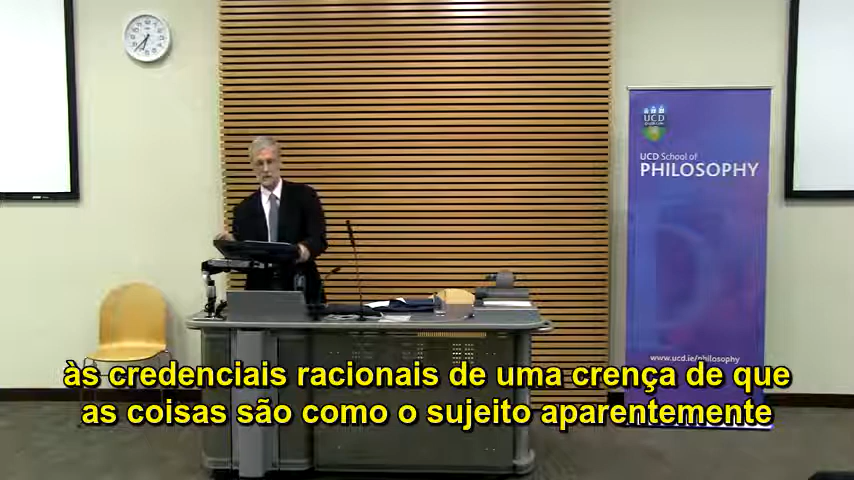 UCD
UCD School of
PHILOSOPHY
www.ucd.ie/philosophy
às credenciais racionais de uma crença de que
as coisas são como o sujeito aparentemente